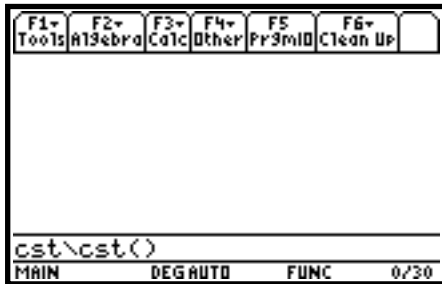 F1▾ F2▾ F3▾ F4▾ F5 F6▾
Tools Algebra Calc Other PrgmIO Clean Up
cst\cst()
MAIN DEG AUTO FUNC 0/30